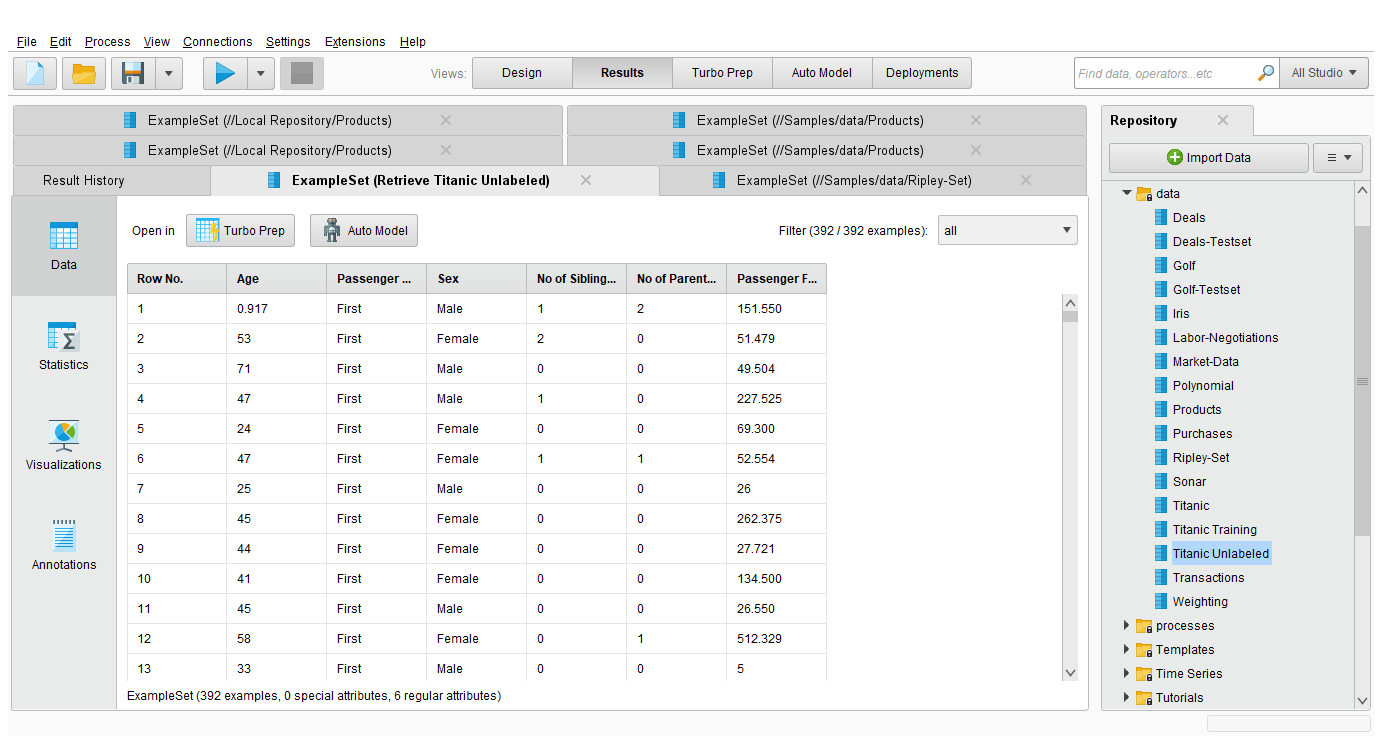 File Edit Process View Connections Settings Extensions Help
Views: Design Results Turbo Prep Auto Model Deployments Find data, operators...etc All Studio
ExampleSet (//Local Repository/Products) ExampleSet (//Samples/data/Products)
ExampleSet (//Local Repository/Products) ExampleSet (//Samples/data/Products)
Result History ExampleSet (Retrieve Titanic Unlabeled) ExampleSet (//Samples/data/Ripley-Set)
Data
Statistics
Visualizations
Annotations
Open in Turbo Prep Auto Model Filter (392 / 392 examples): all
Row No. Age Passenger ... Sex No of Sibling... No of Parent... Passenger F...
1 0.917 First Male 1 2 151.550
2 53 First Female 2 0 51.479
3 71 First Male 0 0 49.504
4 47 First Male 1 0 227.525
5 24 First Female 0 0 69.300
6 47 First Female 1 1 52.554
7 25 First Male 0 0 26
8 45 First Female 0 0 262.375
9 44 First Female 0 0 27.721
10 41 First Female 0 0 134.500
11 45 First Male 0 0 26.550
12 58 First Female 0 1 512.329
13 33 First Male 0 0 5
ExampleSet (392 examples, 0 special attributes, 6 regular attributes)
Repository
Import Data
data
Deals
Deals-Testset
Golf
Golf-Testset
Iris
Labor-Negotiations
Market-Data
Polynomial
Products
Purchases
Ripley-Set
Sonar
Titanic
Titanic Training
Titanic Unlabeled
Transactions
Weighting
processes
Templates
Time Series
Tutorials